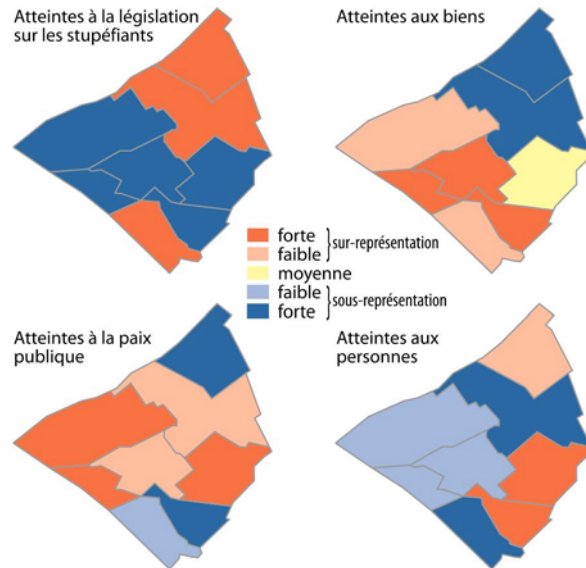 Atteintes à la législation
sur les stupéfiants
Atteintes aux biens
forte
faible
sur-représentation
moyenne
faible
forte
sous-représentation
Atteintes à la paix
publique
Atteintes aux
personnes